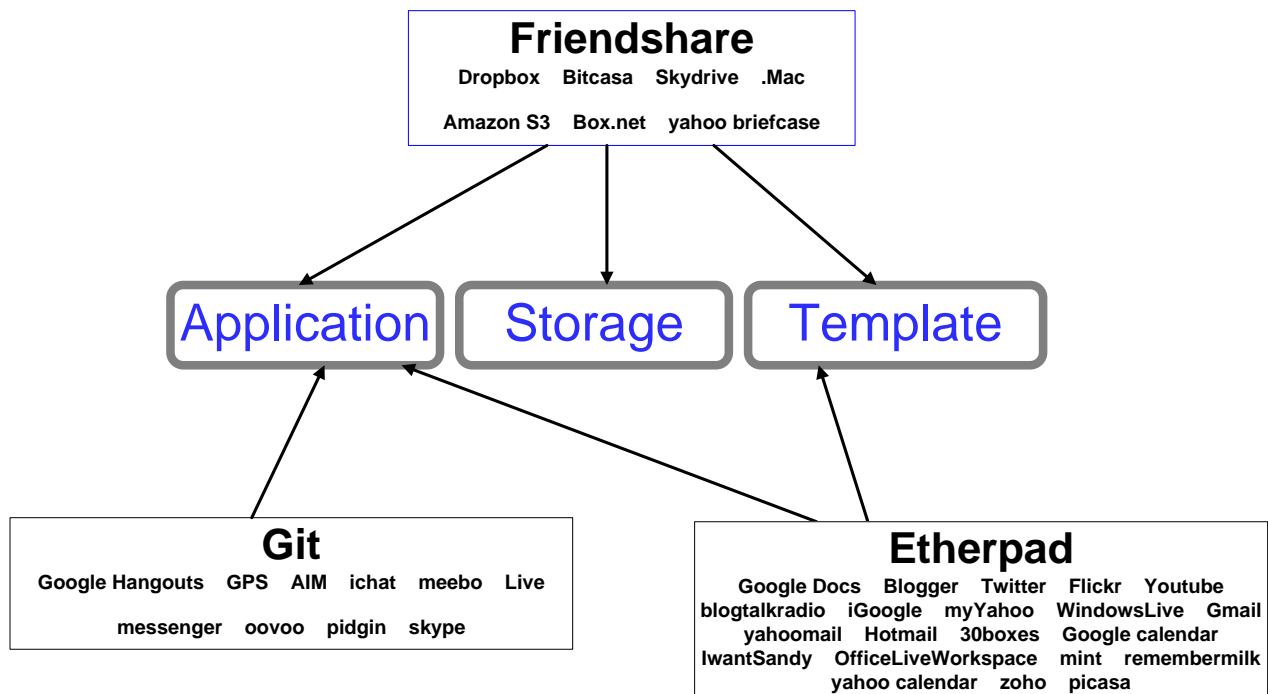 Friendshare
Dropbox Bitcasa Skydrive .Mac
Amazon S3 Box.net yahoo briefcase
Application Storage Template
Git
Google Hangouts GPS AIM ichat meebo Live
messenger oovoo pidgin skype
Etherpad
Google Docs Blogger Twitter Flickr Youtube
blogtalkradio iGoogle myYahoo WindowsLive Gmail
yahoomail Hotmail 30boxes Google calendar
IwantSandy OfficeLiveWorkspace mint remembermilk
yahoo calendar zoho picasa